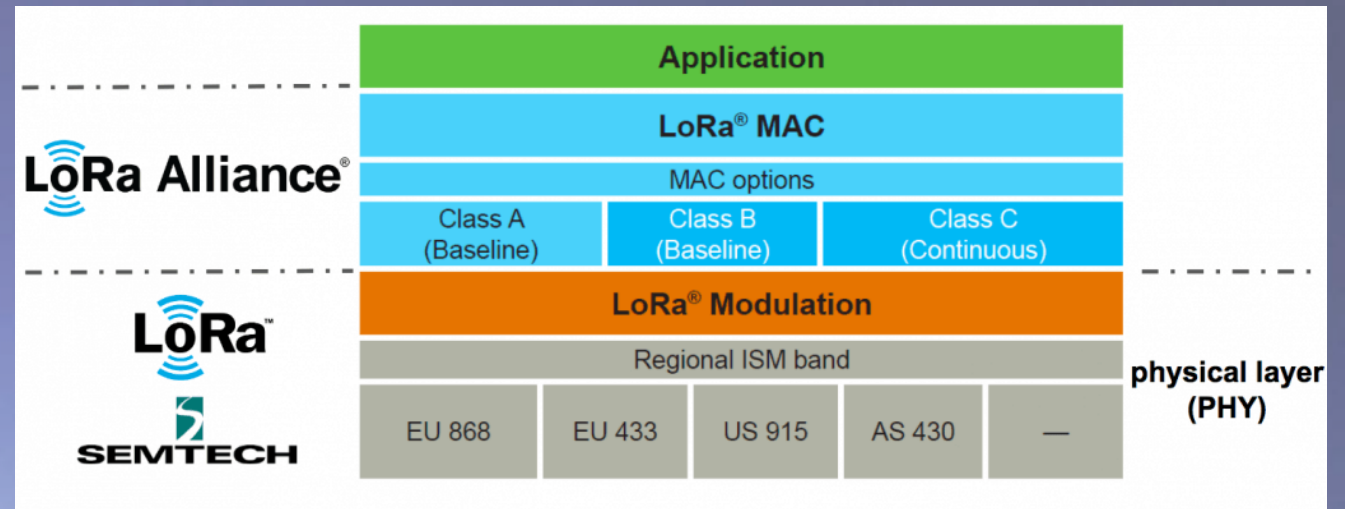 Application
LoRa® MAC
LoRa Alliance®
MAC options
Class A
(Baseline)
Class B
(Baseline)
Class C
(Continuous)
LoRa® Modulation
LoRa™
Regional ISM band
physical layer
(PHY)
SEMTECH
EU 868
EU 433
US 915
AS 430
—